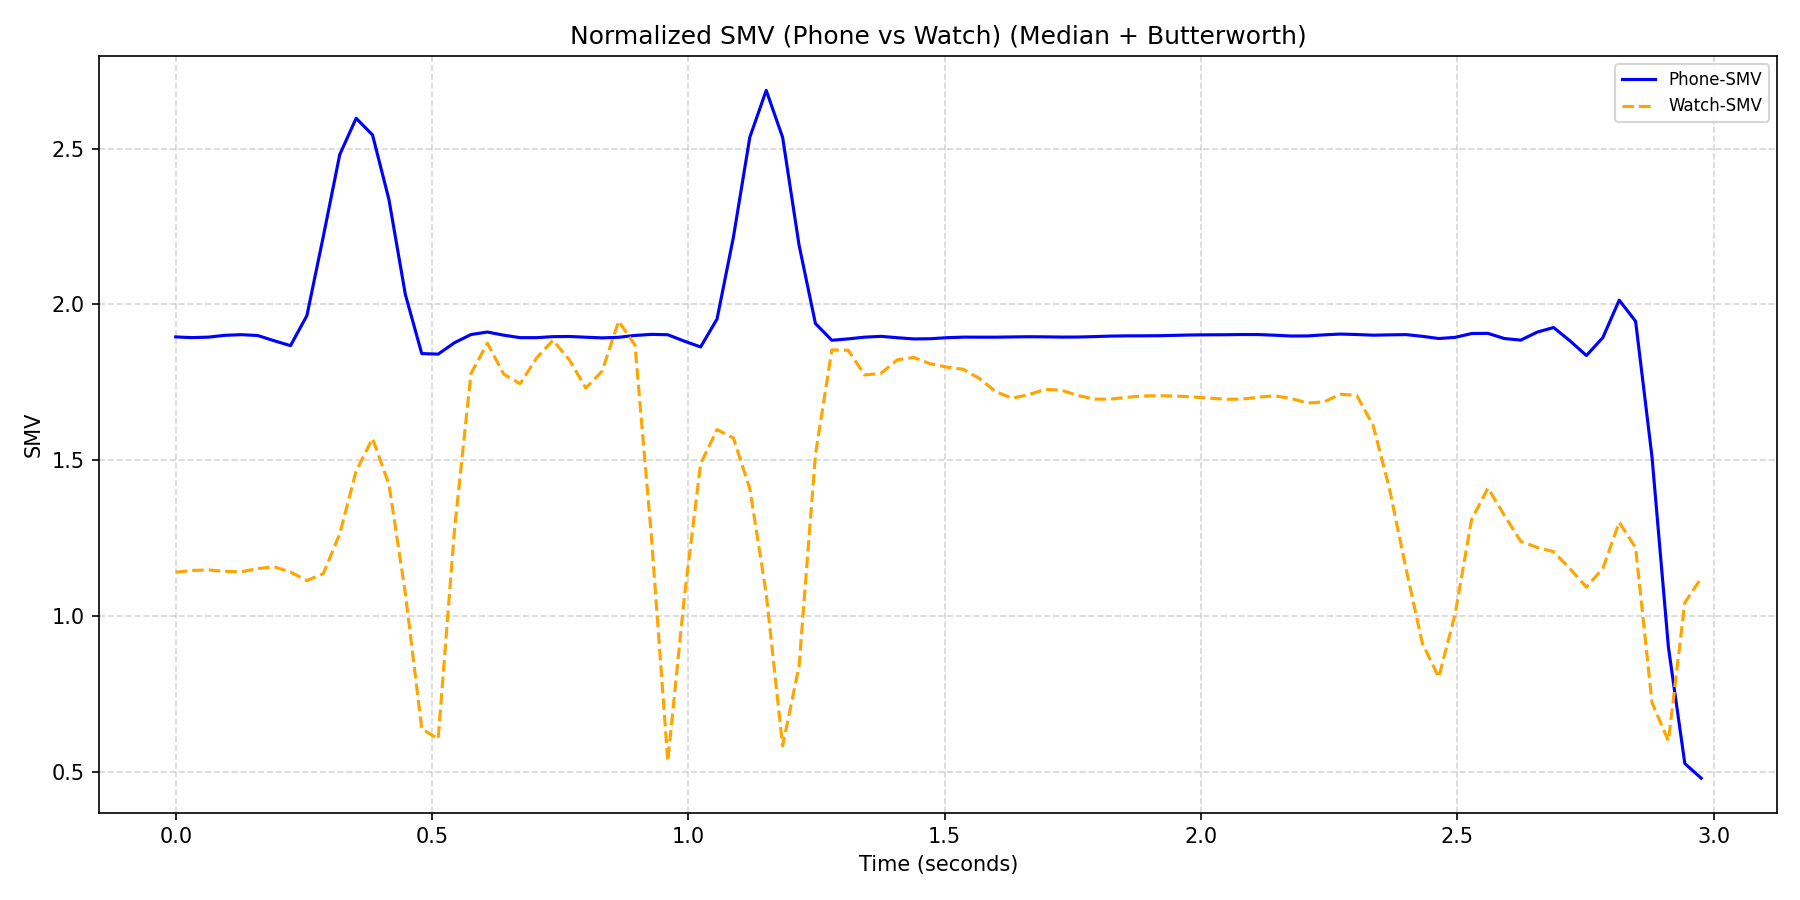 Normalized SMV (Phone vs Watch) (Median + Butterworth)
Phone-SMV
Watch-SMV
SMV
2.5
2.0
1.5
1.0
0.5
0.0 0.5 1.0 1.5 2.0 2.5 3.0
Time (seconds)